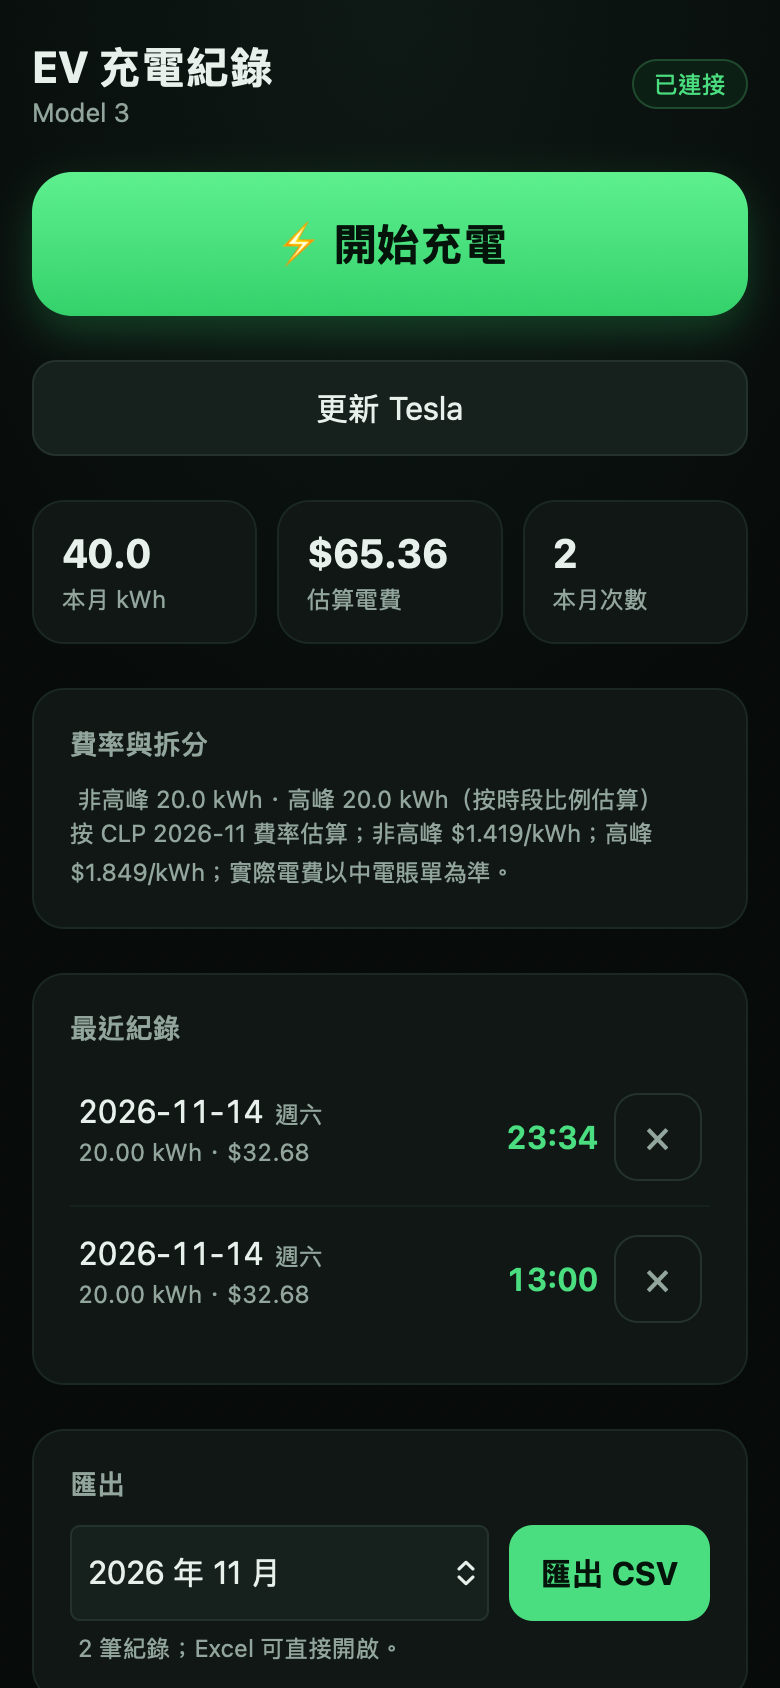 EV 充電紀錄
Model 3
已連接
⚡ 開始充電
更新 Tesla
40.0
本月 kWh
$65.36
估算電費
2
本月次數
費率與拆分
非高峰 20.0 kWh · 高峰 20.0 kWh（按時段比例估算）
按 CLP 2026-11 費率估算；非高峰 $1.419/kWh；高峰
$1.849/kWh；實際電費以中電賬單為準。
最近紀錄
2026-11-14 週六
20.00 kWh · $32.68
23:34
×
2026-11-14 週六
20.00 kWh · $32.68
13:00
×
匯出
2026 年 11 月
匯出 CSV
2 筆紀錄；Excel 可直接開啟。